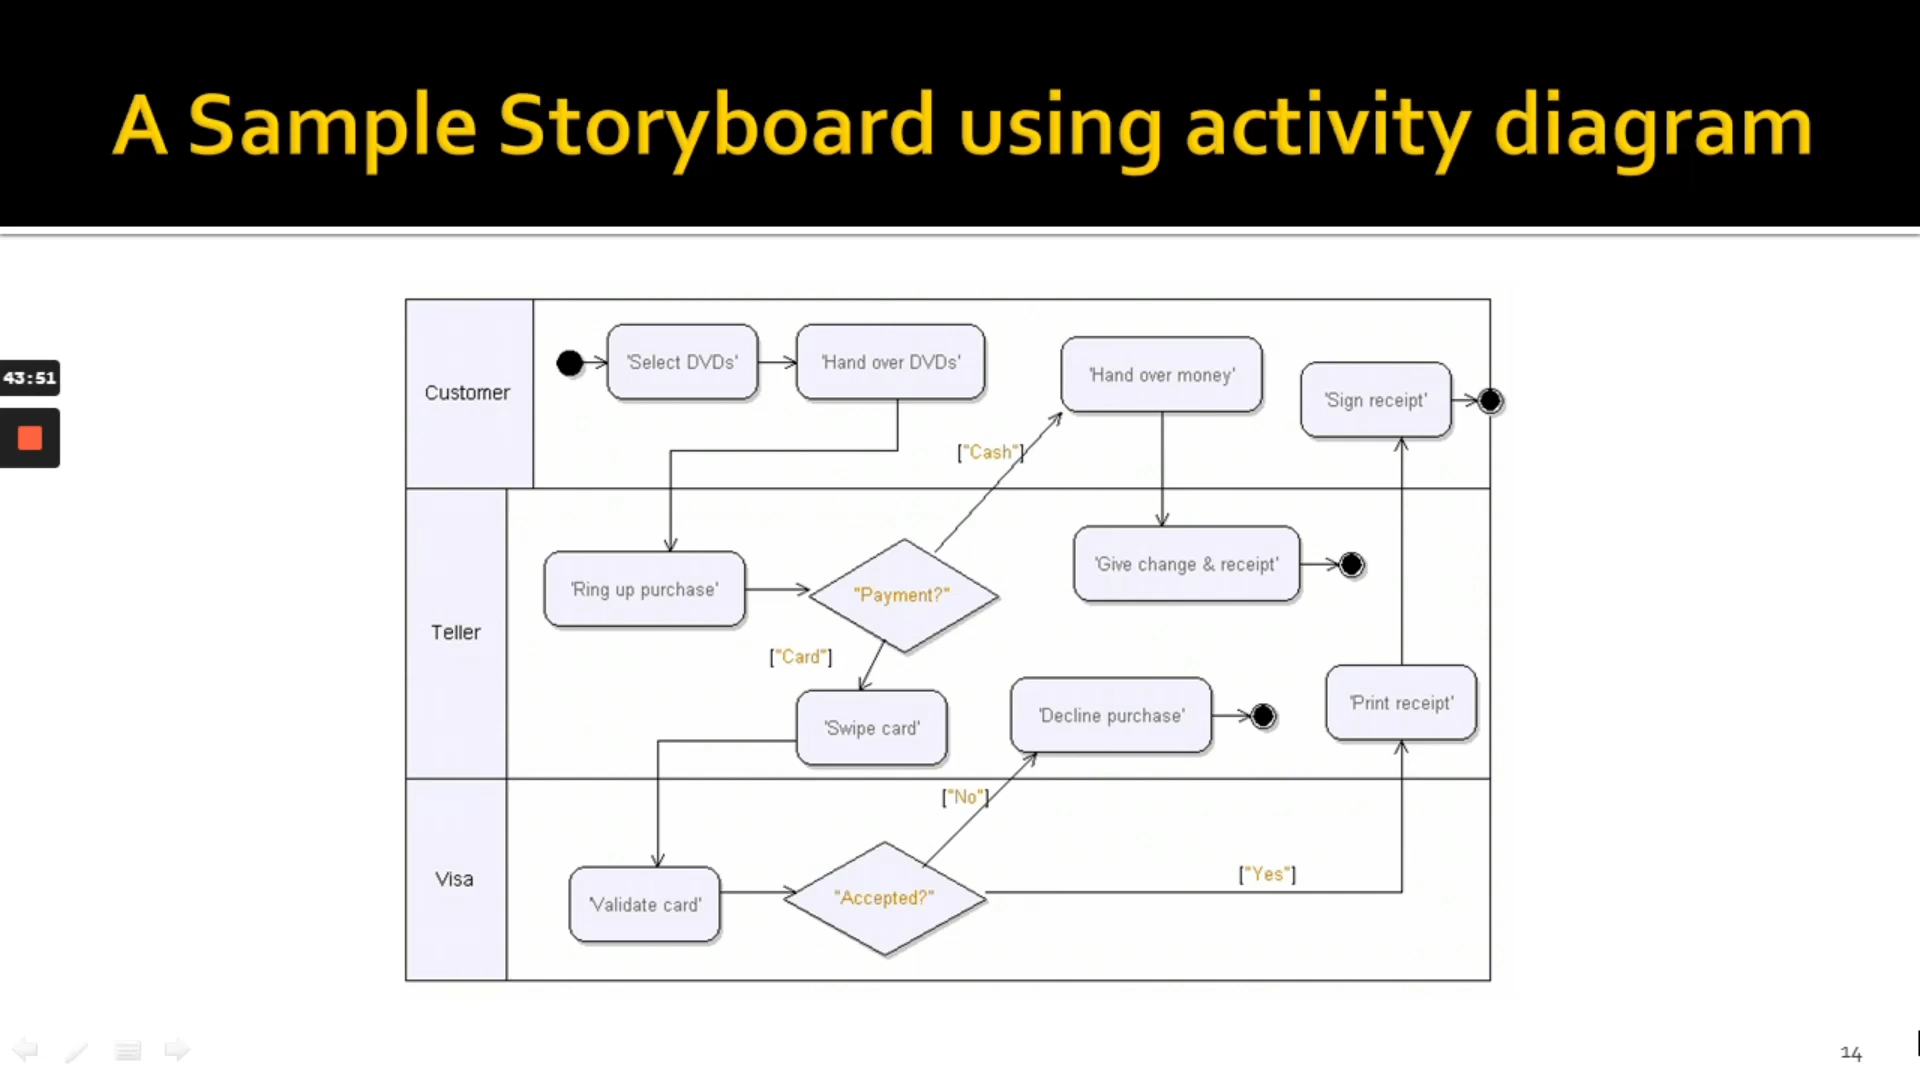 A Sample Storyboard using activity diagram
43:51
Customer
'Select DVDs'
'Hand over DVDs'
'Hand over money'
'Sign receipt'
["Cash"]
Teller
'Ring up purchase'
"Payment?"
'Give change & receipt'
["Card"]
'Swipe card'
'Decline purchase'
'Print receipt'
["No"]
Visa
'Validate card'
"Accepted?"
["Yes"]
14